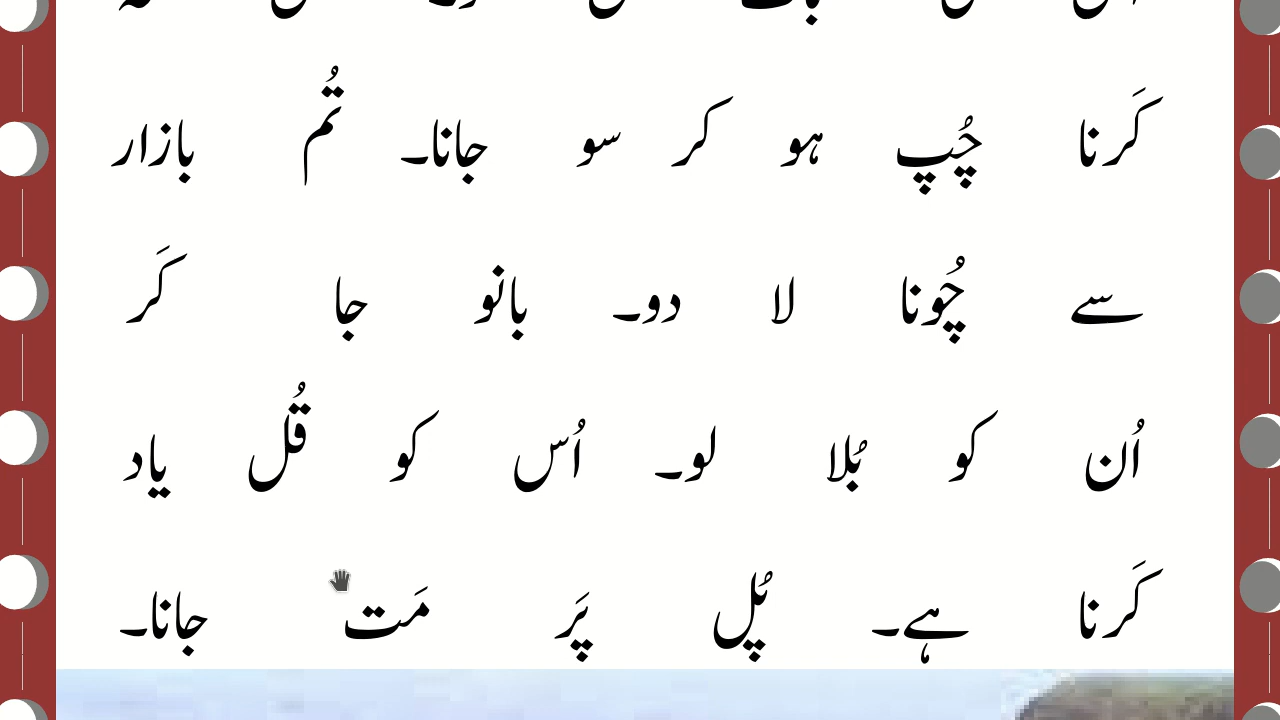 کَرنا چُپ ہو کر سو جانا۔ تُم بازار
سے چُونا لا دو۔ بانو جا کَر
اُن کو بُلا لو۔ اُس کو قُل یاد
کَرنا ہے۔ پُل پَر مَت جانا۔